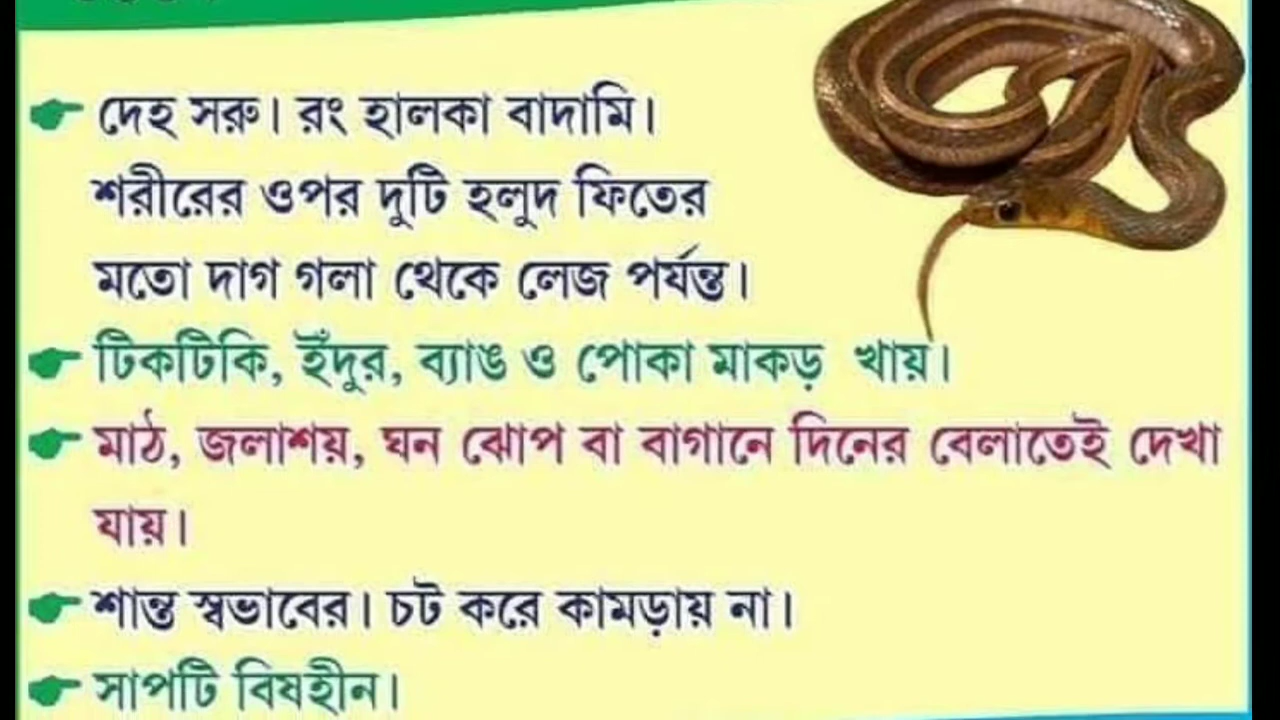 দেহ সরু। রং হালকা বাদামি।
শরীরের ওপর দুটি হলুদ ফিতের
মতো দাগ গলা থেকে লেজ পর্যন্ত।
টিকটিকি, ইঁদুর, ব্যাঙ ও পোকা মাকড় খায়।
মাঠ, জলাশয়, ঘন ঝোপ বা বাগানে দিনের বেলাতেই দেখা
যায়।
শান্ত স্বভাবের। চট করে কামড়ায় না।
সাপটি বিষহীন।